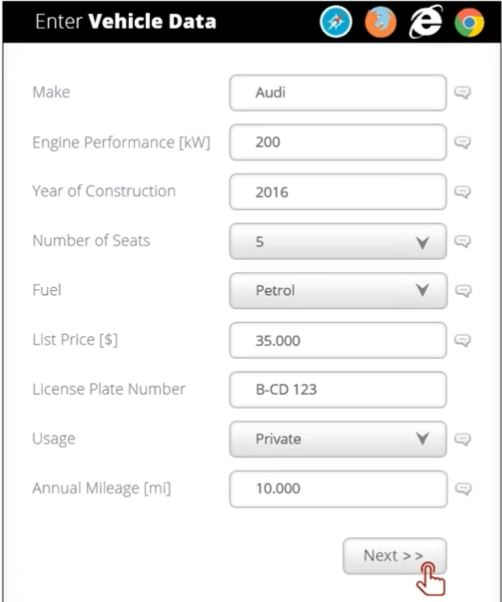 Enter Vehicle Data
Make Audi
Engine Performance [kW] 200
Year of Construction 2016
Number of Seats 5
Fuel Petrol
List Price [$] 35.000
License Plate Number B-CD 123
Usage Private
Annual Mileage [mi] 10.000
Next >>